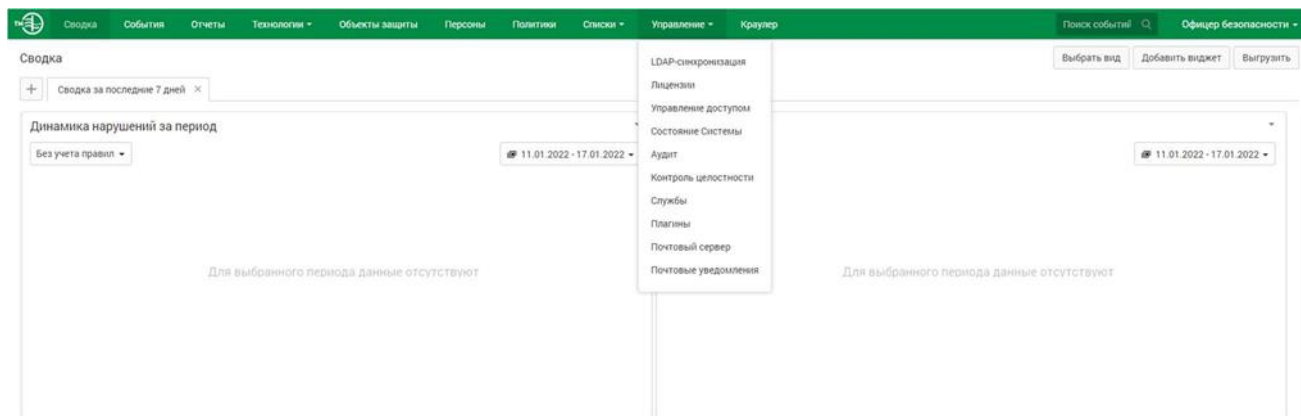 Сводка События Отчеты Технологии Объекты защиты Персоны Политики Списки Управление Краулер Поиск событий Офицер безопасности
Сводка
Выбрать вид Добавить виджет Выгрузить
+ Сводка за последние 7 дней ×
LDAP-синхронизация
Лицензии
Управление доступом
Состояние Системы
Аудит
Контроль целостности
Службы
Плагины
Почтовый сервер
Почтовые уведомления
Динамика нарушений за период
Без учета правил 11.01.2022 - 17.01.2022
Для выбранного периода данные отсутствуют
11.01.2022 - 17.01.2022
Для выбранного периода данные отсутствуют